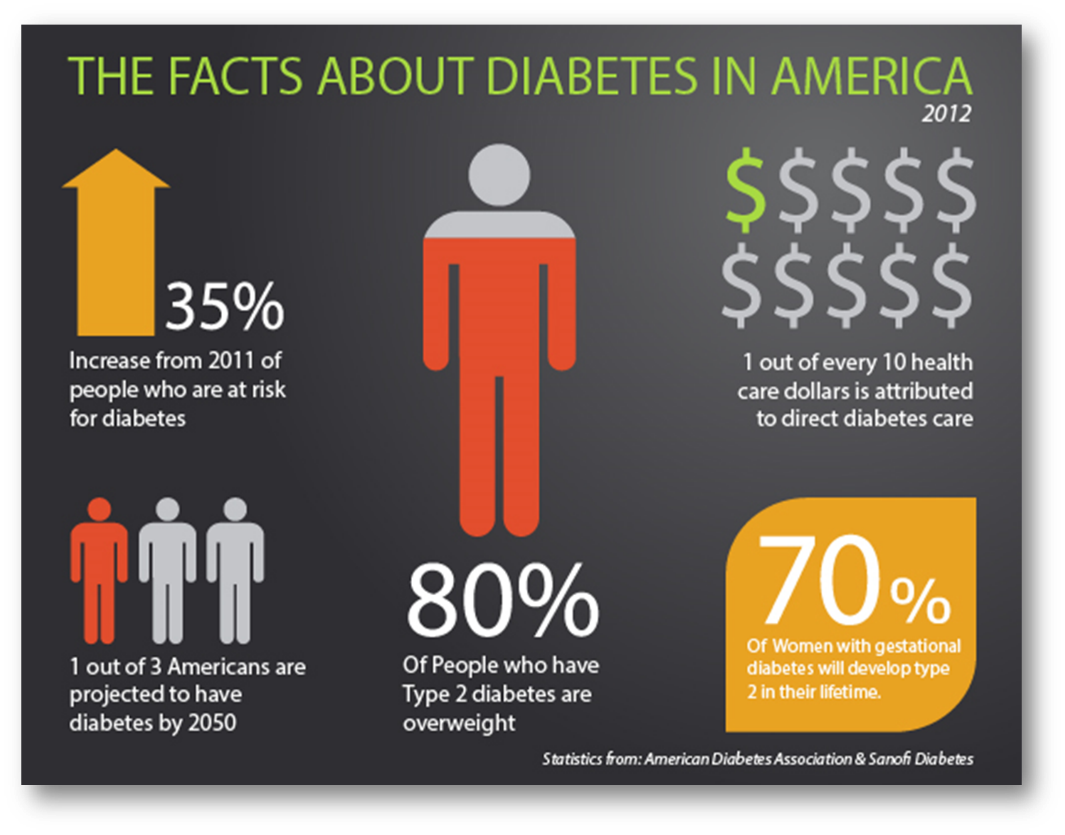 THE FACTS ABOUT DIABETES IN AMERICA
2012
35%
Increase from 2011 of
people who are at risk
for diabetes
$ $ $ $ $
$ $ $ $ $
1 out of every 10 health
care dollars is attributed
to direct diabetes care
1 out of 3 Americans are
projected to have
diabetes by 2050
80%
Of People who have
Type 2 diabetes are
overweight
70%
Of Women with gestational
diabetes will develop type
2 in their lifetime.
Statistics from: American Diabetes Association & Sanofi Diabetes